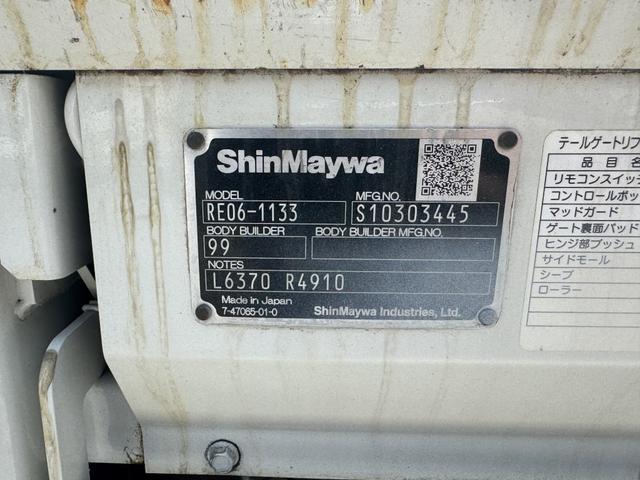 ShinMaywa
MODEL
RE06-1133
MFG.NO.
S10303445
BODY BUILDER
99
BODY BUILDER MFG.NO.
NOTES
L6370 R4910
Made in Japan
7-47065-01-0
ShinMaywa Industries, Ltd.
テールゲートリフ
品目名
リモコンスイッチ
コントロールボッ
マッドガード
ゲート裏面パッド
ヒンジ部ブッシュ
サイドモール
シーブ
ローラー